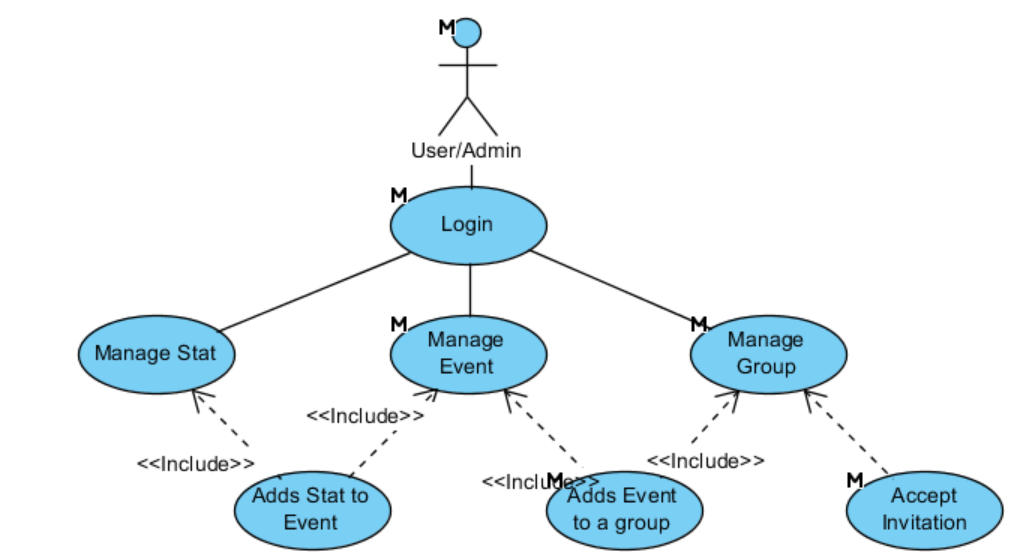 M
User/Admin
M
Login
Manage Stat
M
Manage
Event
M
Manage
Group
<<Include>>
<<Include>>
<<Include>>
<<Include>>
Adds Stat to
Event
M
Adds Event
to a group
M
Accept
Invitation